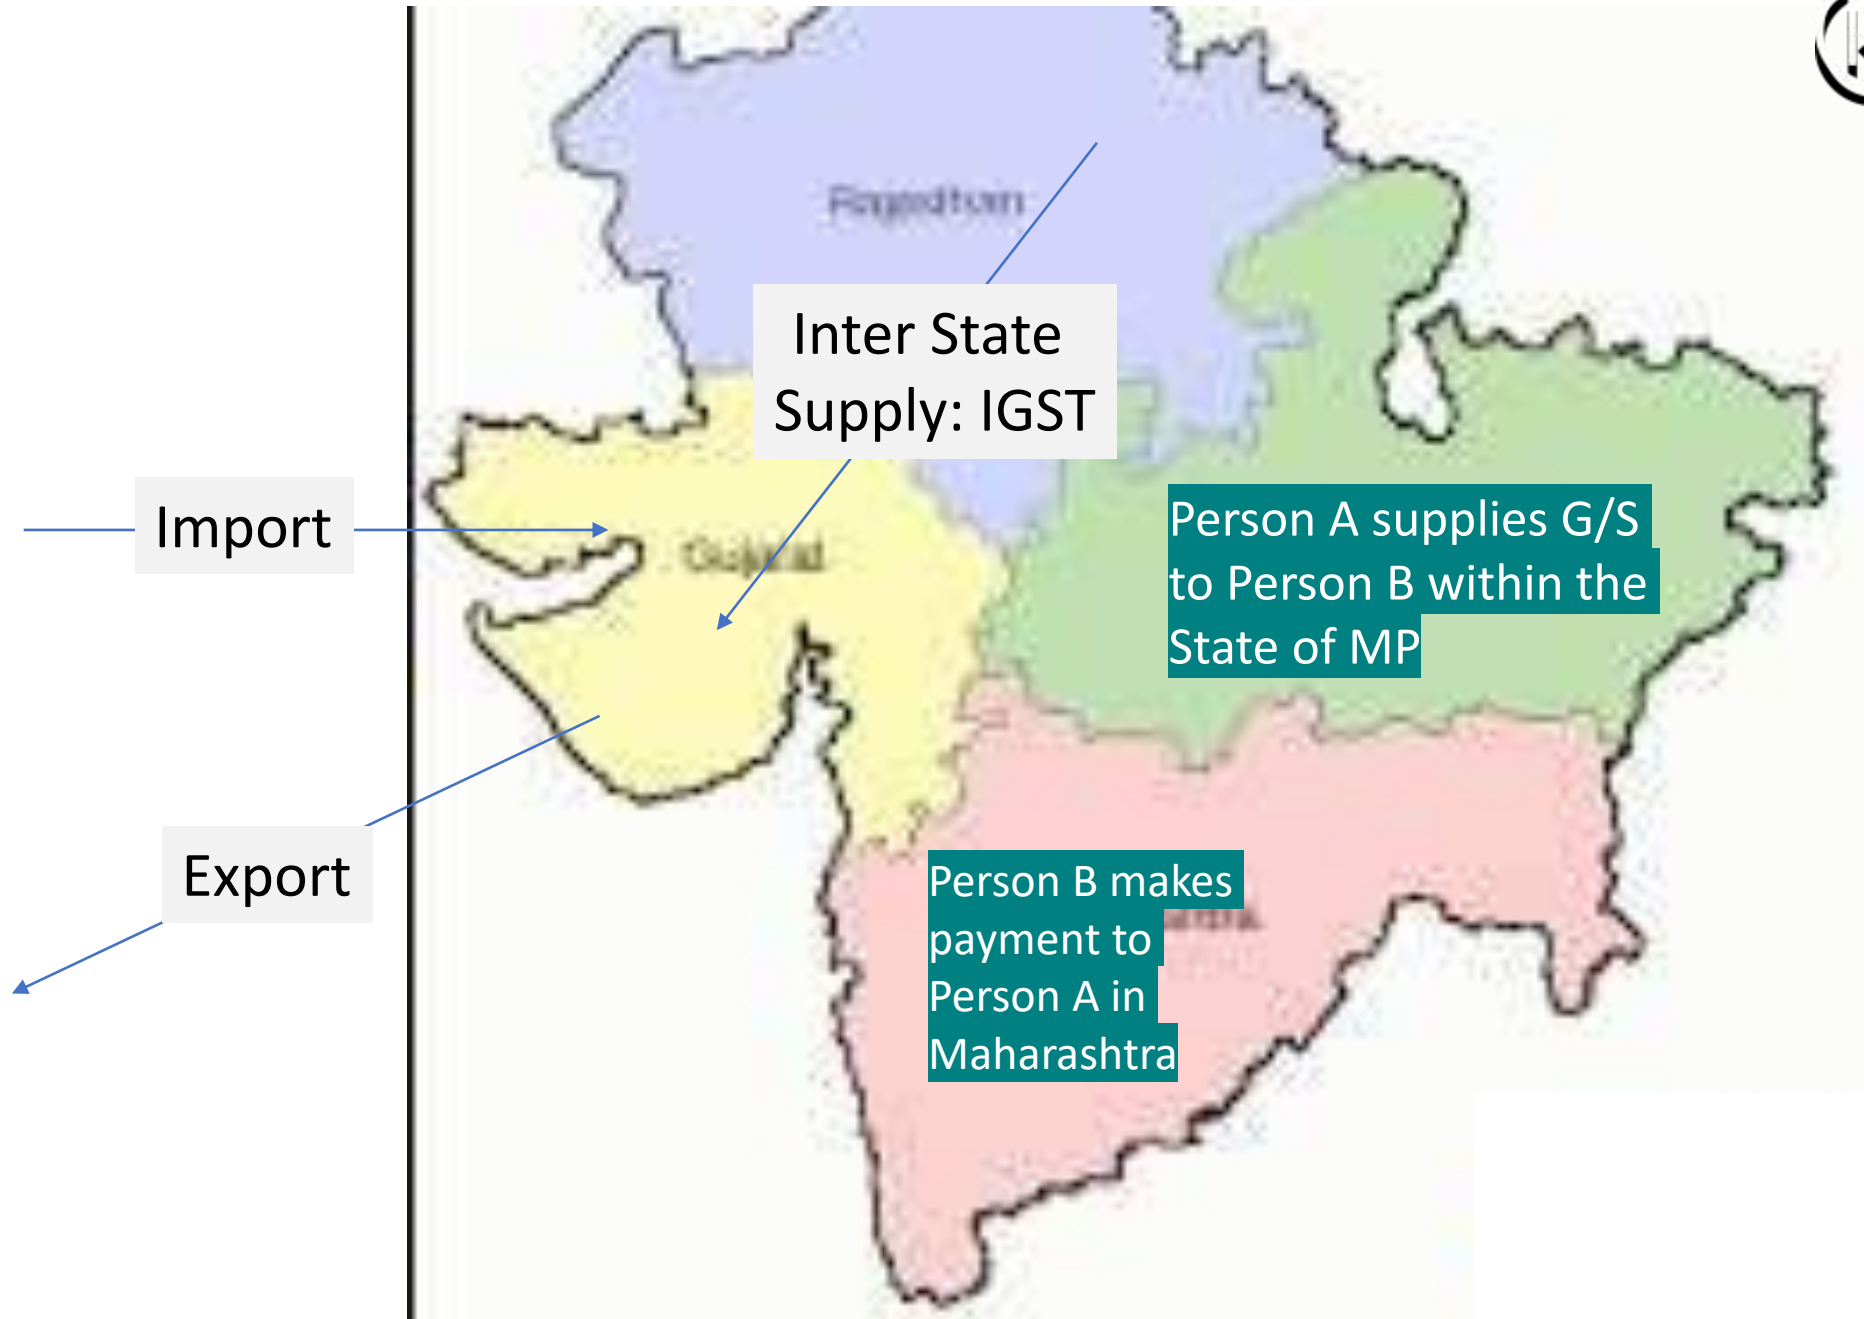 Inter State
Supply: IGST
Import
Gujarat
Person A supplies G/S
to Person B within the
State of MP
Export
Person B makes
payment to
Person A in
Maharashtra